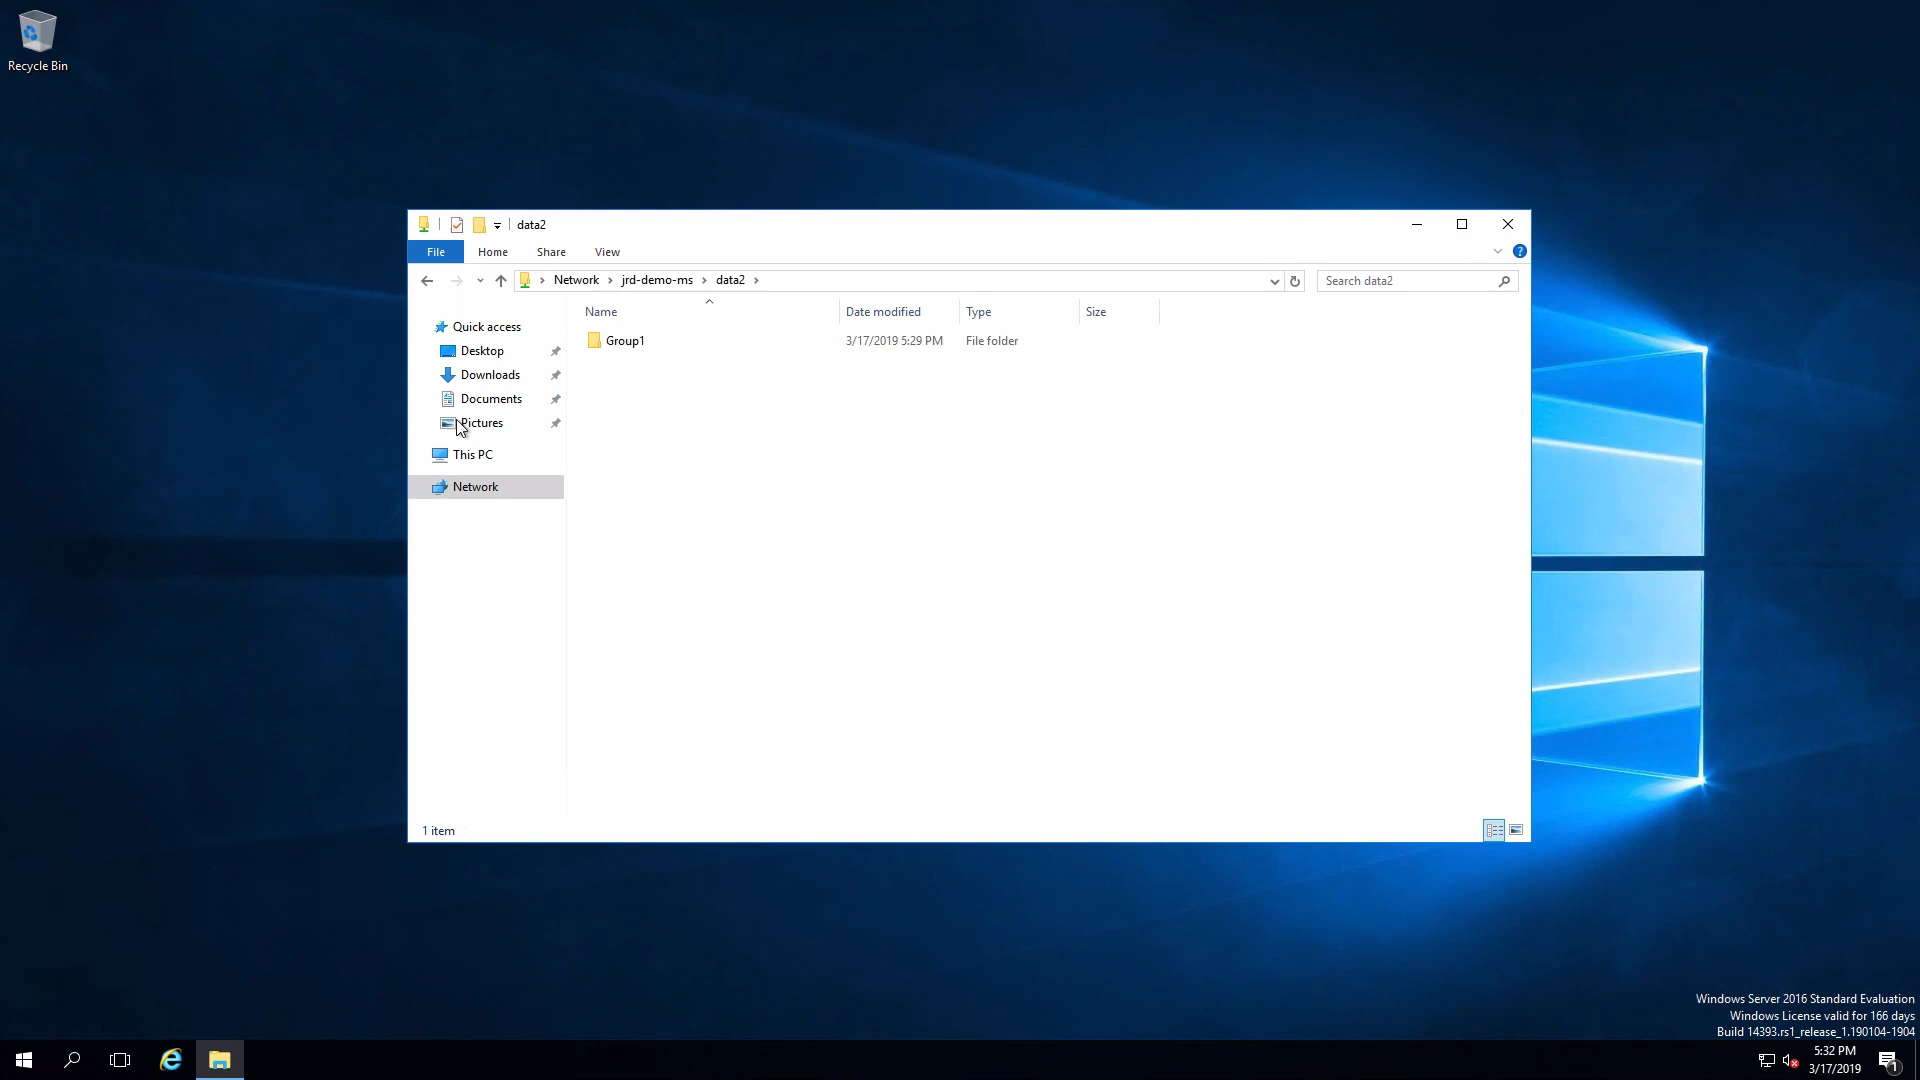 Recycle Bin
data2
File
Home
Share
View
Network
jrd-demo-ms
data2
Search data2
Name
Date modified
Type
Size
Quick access
Desktop
Downloads
Documents
Pictures
This PC
Network
Group1
3/17/2019 5:29 PM
File folder
1 item
Windows Server 2016 Standard Evaluation
Windows License valid for 166 days
Build 14393.rs1_release_1.190104-1904
5:32 PM
3/17/2019
1